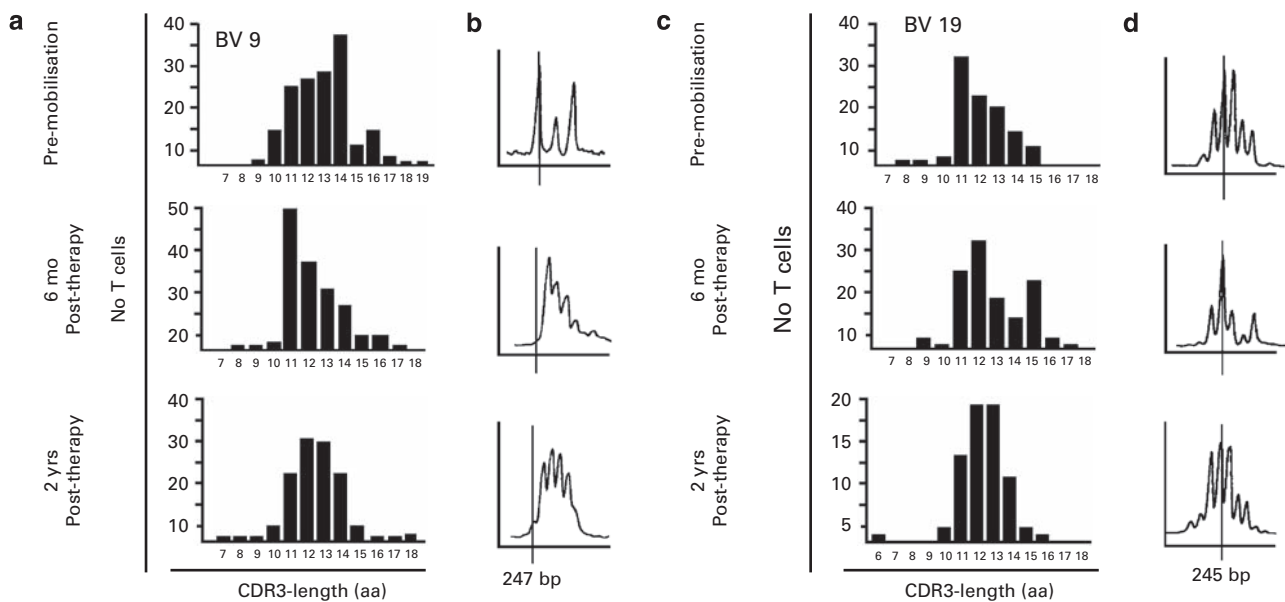 a
b
c
d
Pre-mobilisation
6 mo
Post-therapy
2 yrs
Post-therapy
No T cells
BV 9
40
30
20
10
7 8 9 10 11 12 13 14 15 16 17 18 19
50
40
30
20
7 8 9 10 11 12 13 14 15 16 17 18
40
30
20
10
7 8 9 10 11 12 13 14 15 16 17 18
CDR3-length (aa)
247 bp
Pre-mobilisation
6 mo
Post-therapy
2 yrs
Post-therapy
No T cells
BV 19
40
30
20
10
7 8 9 10 11 12 13 14 15 16 17 18
40
30
20
10
7 8 9 10 11 12 13 14 15 16 17 18
20
15
10
5
6 7 8 9 10 11 12 13 14 15 16 17 18
CDR3-length (aa)
245 bp